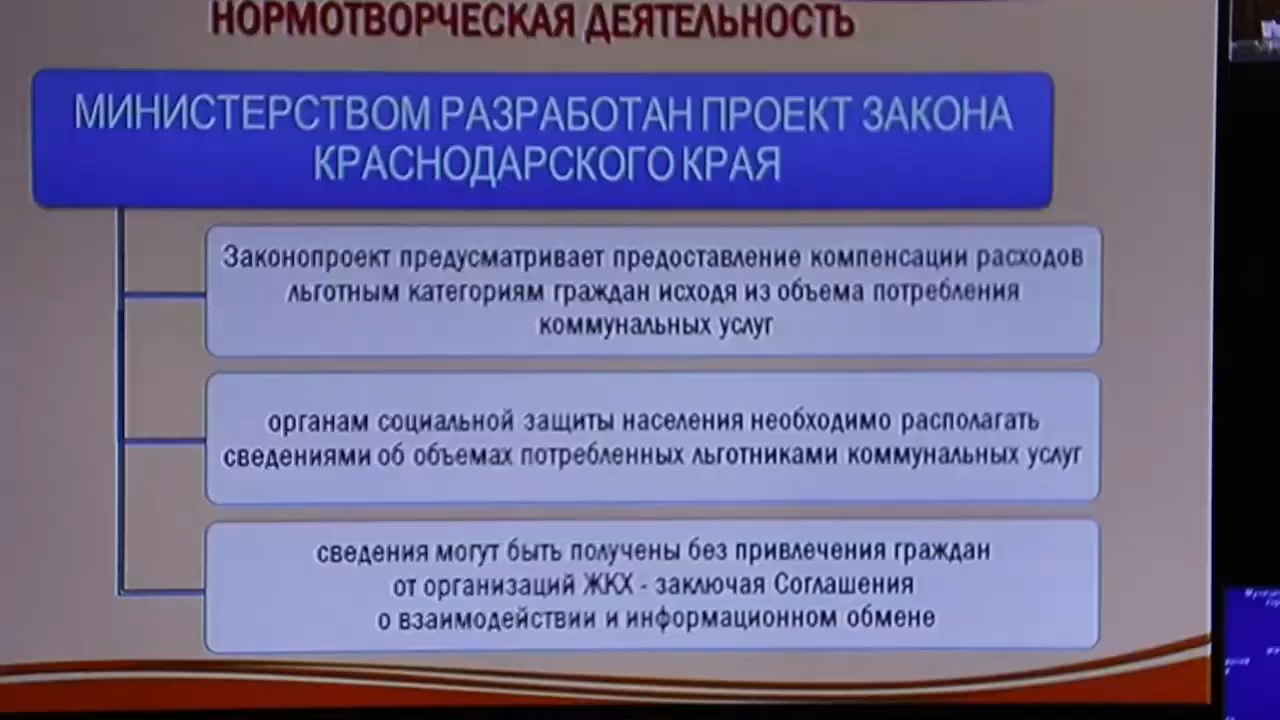 НОРМОТВОРЧЕСКАЯ ДЕЯТЕЛЬНОСТЬ
МИНИСТЕРСТВОМ РАЗРАБОТАН ПРОЕКТ ЗАКОНА
КРАСНОДАРСКОГО КРАЯ
Законопроект предусматривает предоставление компенсации расходов
льготным категориям граждан исходя из объема потребления
коммунальных услуг
органам социальной защиты населения необходимо располагать
сведениями об объемах потребленных льготниками коммунальных услуг
сведения могут быть получены без привлечения граждан
от организаций ЖКХ - заключая Соглашения
о взаимодействии и информационном обмене